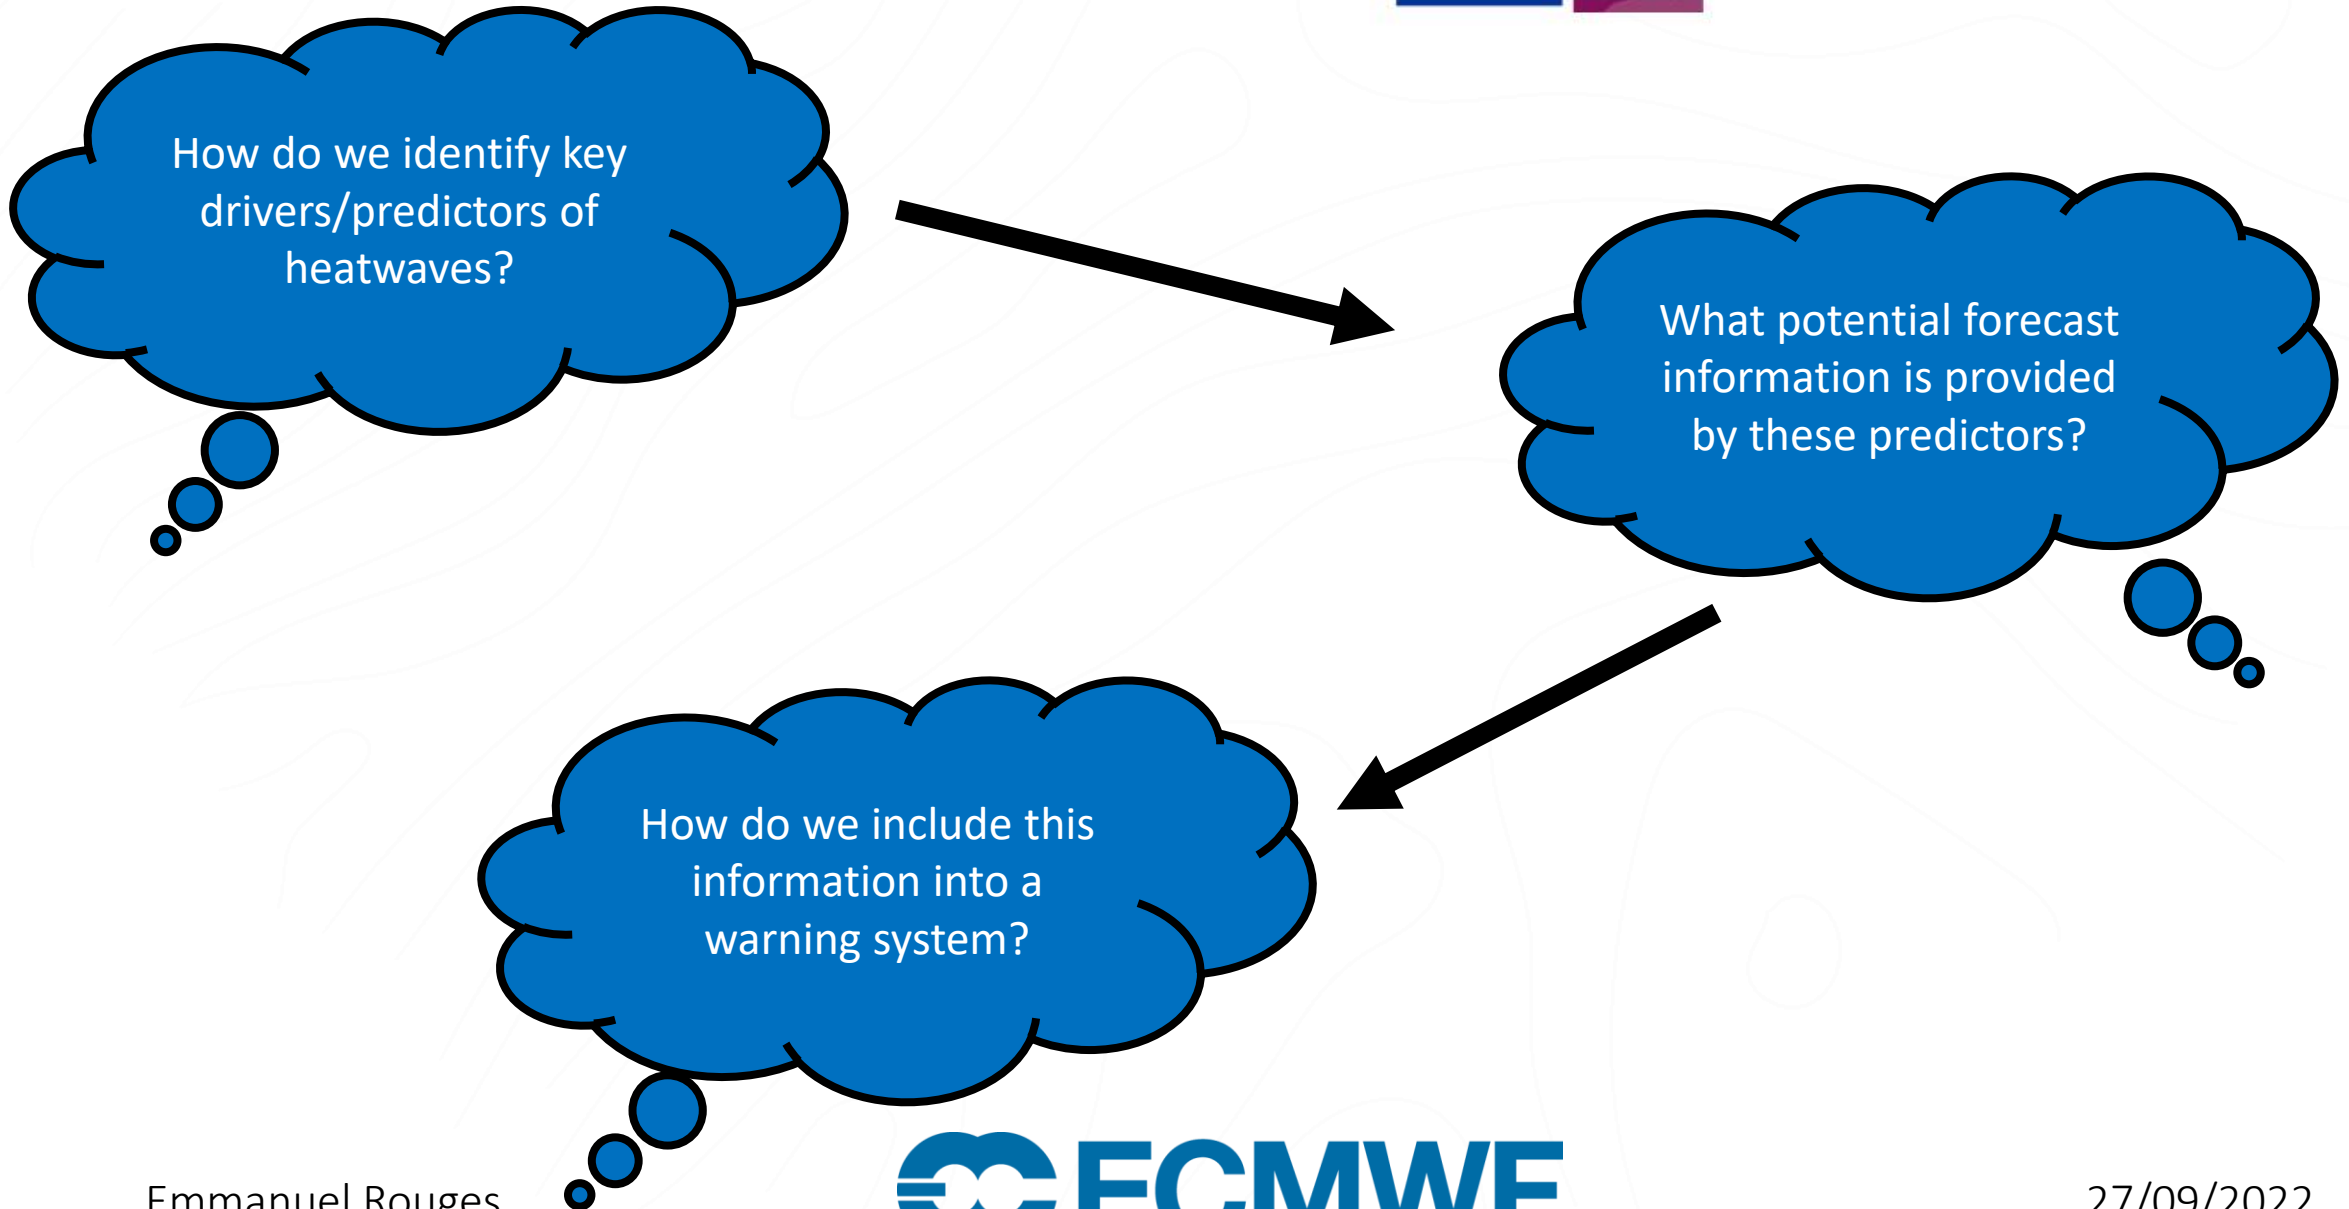 How do we identify key
drivers/predictors of
heatwaves?
What potential forecast
information is provided
by these predictors?
How do we include this
information into a
warning system?
Emmanuel Rouges
ECMWF
27/09/2022